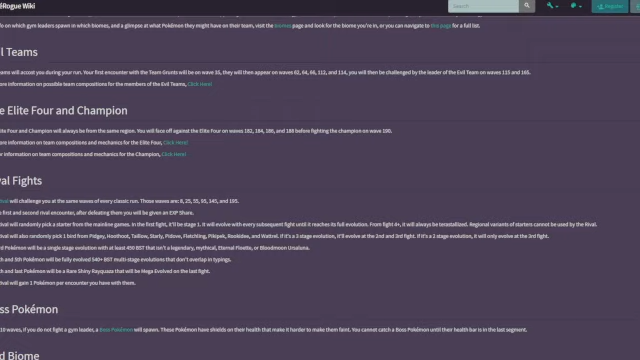 éRogue Wiki
Search
Register
fo on which gym leaders spawn in which biomes, and a glimpse at what Pokémon they might have on their team, visit the biomes page and look for the biome you're in, or you can navigate to this page for a full list.
il Teams
eams will accost you during your run. Your first encounter with the Team Grunts will be on wave 35, they will then appear on waves 62, 64, 66, 112, and 114, you will then be challenged by the leader of the Evil Team on waves 115 and 165.
ore information on possible team compositions for the members of the Evil Teams, Click Here!
e Elite Four and Champion
lite Four and Champion will always be from the same region. You will face off against the Elite Four on waves 182, 184, 186, and 188 before fighting the champion on wave 190.
ore information on team compositions and mechanics for the Elite Four, Click Here!
or information on team compositions and mechanics for the Champion, Click Here!
val Fights
ival will challenge you at the same waves of every classic run. Those waves are: 8, 25, 55, 95, 145, and 195.
e first and second rival encounter, after defeating them you will be given an EXP Share.
ival will randomly pick a starter from the mainline games. In the first fight, it'll be stage 1. It will evolve with every subsequent fight until it reaches its full evolution. From fight 4+, it will always be terastallized. Regional variants of starters cannot be used by the Rival.
ival will also randomly pick 1 bird from Pidgey, Hoothoot, Taillow, Starly, Pidove, Fletchling, Pikipek, Rookidee, and Wattrel. If it's a 3 stage evolution, it'll evolve at the 2nd and 3rd fight. If it's a 2 stage evolution, it will only evolve at the 3rd fight.
rd Pokémon will be a single stage evolution with at least 450 BST that isn't a legendary, mythical, Eternal-Floette, or Bloodmoon Ursaluna.
th and 5th Pokémon will be fully evolved 540+ BST multi-stage evolutions that don't overlap in typings.
th and last Pokémon will be a Rare Shiny Rayquaza that will be Mega Evolved on the last fight.
ival will gain 1 Pokémon per encounter you have with them.
ss Pokémon
10 waves, if you do not fight a gym leader, a Boss Pokémon will spawn. These Pokémon have shields on their health that make it harder to make them faint. You cannot catch a Boss Pokémon until their health bar is in the last segment.
d Biome